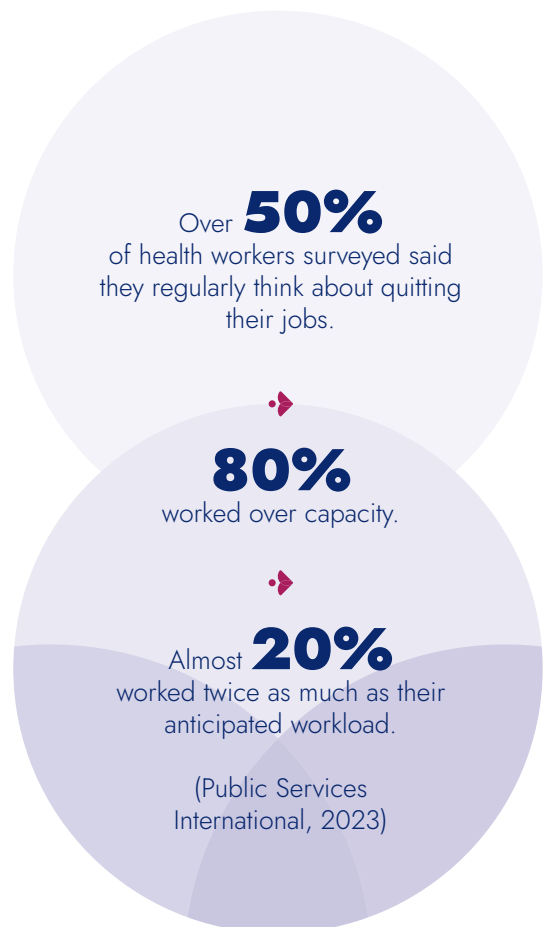 Over 50%
of health workers surveyed said
they regularly think about quitting
their jobs.
80%
worked over capacity.
Almost 20%
worked twice as much as their
anticipated workload.
(Public Services
International, 2023)